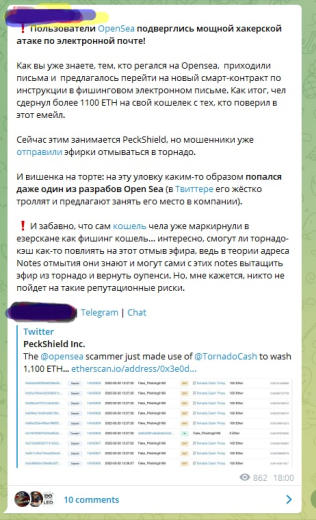 ❗ Пользователи OpenSea подверглись мощной хакерской
атаке по электронной почте!
Как вы уже знаете, тем, кто регался на Opensea, приходили
письма и предлагалось перейти на новый смарт-контракт по
инструкции в фишинговом электронном письме. Как итог, чел
сдернул более 1100 ETH на свой кошелек с тех, кто поверил в
этот емейл.
Сейчас этим занимается PeckShield, но мошенники уже
отправили эфирки отмываться в торнадо.
И вишенка на торте: на эту уловку каким-то образом попался
даже один из разрабов Open Sea (в Твиттере его жёстко
троллят и предлагают занять его место в компании).
❗ И забавно, что сам кошель чела уже маркирнули в
езерскане как фишинг кошель... интересно, смогут ли торнадо-
кэш как-то повлиять на этот отмыв эфира, ведь в теории адреса
Notes отмытия они знают и могут сами с этих notes вытащить
эфир из торнадо и вернуть оупенси. Но, мне кажется, никто не
пойдет на такие репутационные риски.
Telegram | Chat
Twitter
PeckShield Inc.
The @opensea scammer just made use of @TornadoCash to wash
1,100 ETH... etherscan.io/address/0x3e0d...
862 18:00
10 comments